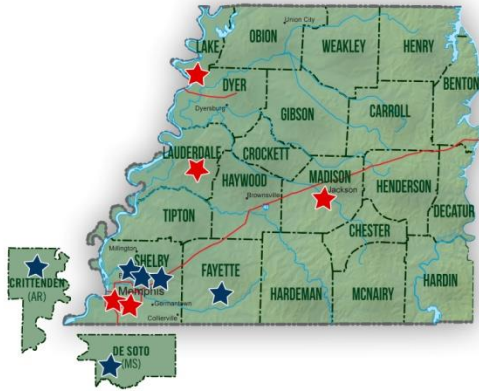 Union City
LAKE
OBION
WEAKLEY
HENRY
BENTON
DYER
Dyersburg
GIBSON
CARROLL
LAUDERDALE
CROCKETT
HAYWOOD
MADISON
Jackson
HENDERSON
Brownsville
DECATUR
TIPTON
CHESTER
Millington
SHELBY
FAYETTE
HARDIN
CRITTENDEN
(AR)
Memphis
Germantown
HARDEMAN
MCNAIRY
Collierville
DE SOTO
(MS)